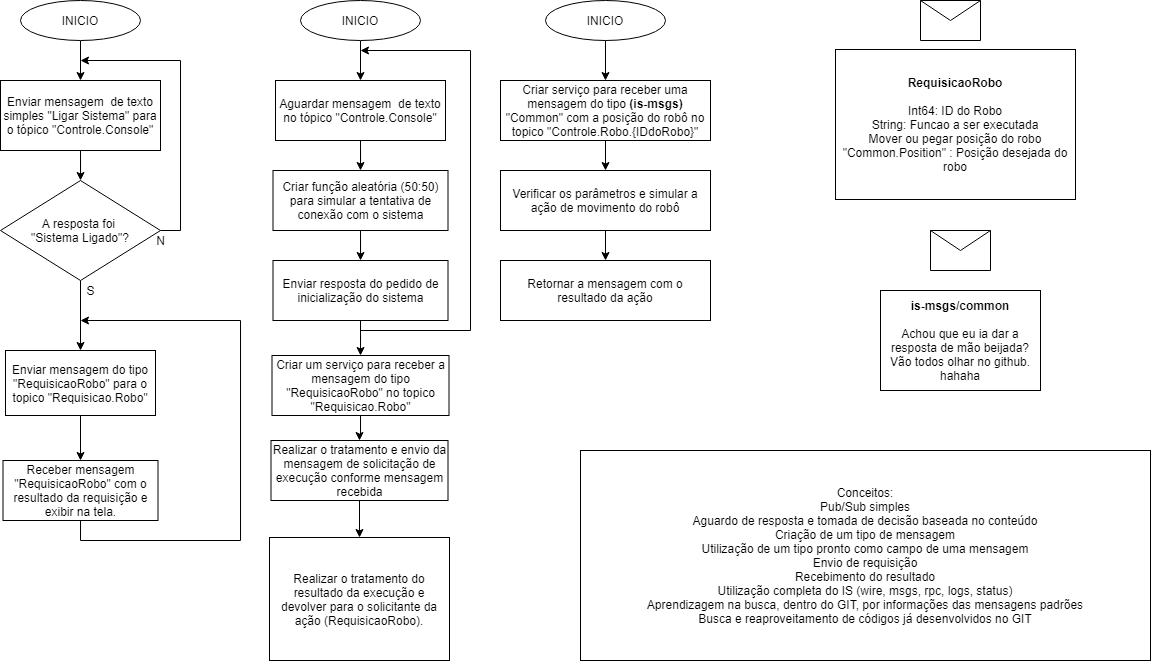 INICIO
Enviar mensagem  de texto
simples "Ligar Sistema" para
o tópico "Controle.Console"
A resposta foi
"Sistema Ligado"?
N
S
Enviar mensagem do tipo
"RequisicaoRobo" para o
topico "Requisicao.Robo"
Receber mensagem
"RequisicaoRobo" com o
resultado da requisição e
exibir na tela.
INICIO
Aguardar mensagem  de texto
no tópico "Controle.Console"
Criar função aleatória (50:50)
para simular a tentativa de
conexão com o sistema
Enviar resposta do pedido de
inicialização do sistema
Criar um serviço para receber a
mensagem do tipo
"RequisicaoRobo" no topico
"Requisicao.Robo"
Realizar o tratamento e envio da
mensagem de solicitação de
execução conforme mensagem
recebida
Realizar o tratamento do
resultado da execução e
devolver para o solicitante da
ação (RequisicaoRobo).
INICIO
Criar serviço para receber uma
mensagem do tipo (is-msgs)
"Common" com a posição do robô no
topico "Controle.Robo.{IDdoRobo}"
Verificar os parâmetros e simular a
ação de movimento do robô
Retornar a mensagem com o
resultado da ação
RequisicaoRobo
Int64: ID do Robo
String: Funcao a ser executada
Mover ou pegar posição do robo
"Common.Position" : Posição desejada do
robo
is-msgs/common
Achou que eu ia dar a
resposta de mão beijada?
Vão todos olhar no github.
hahaha
Conceitos:
Pub/Sub simples
Aguardo de resposta e tomada de decisão baseada no conteúdo
Criação de um tipo de mensagem
Utilização de um tipo pronto como campo de uma mensagem
Envio de requisição
Recebimento do resultado
Utilização completa do IS (wire, msgs, rpc, logs, status)
Aprendizagem na busca, dentro do GIT, por informações das mensagens padrões
Busca e reaproveitamento de códigos já desenvolvidos no GIT